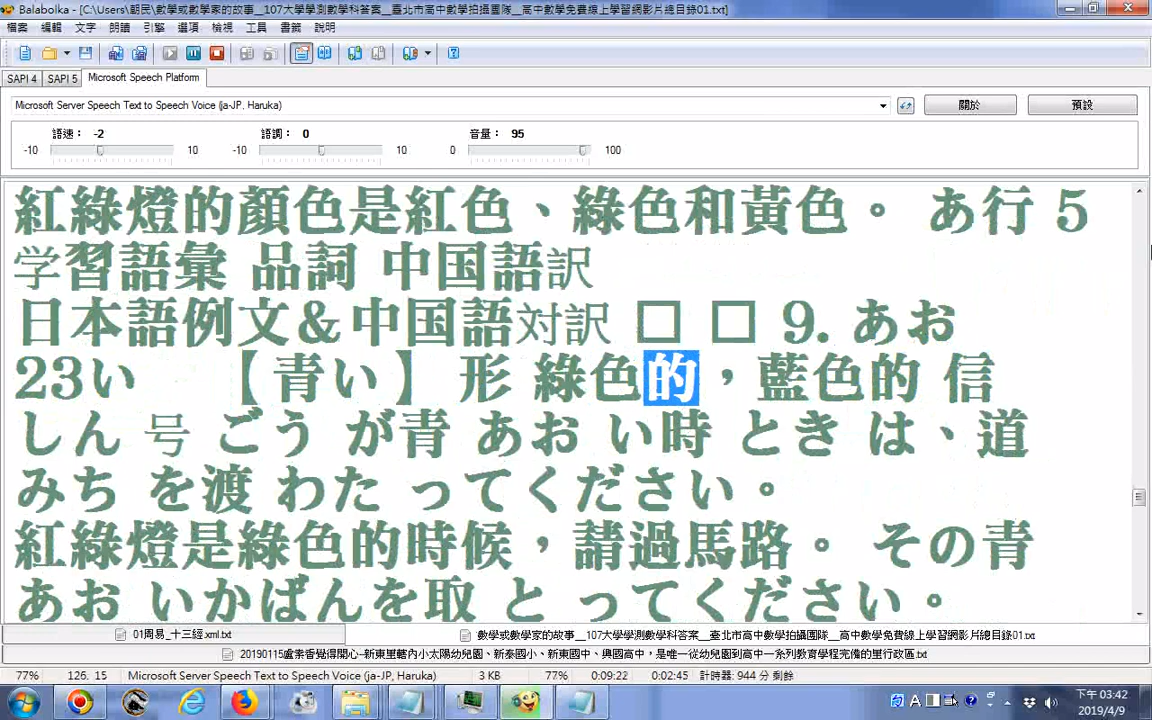 Balabolka - [C:\Users\朝民\數學或數學家的故事__107大學學測數學科答案__臺北市高中數學拍攝團隊__高中數學免費線上學習網影片總目錄01.txt]
檔案 編輯 文字 朗讀 引擎 選項 檢視 工具 書籤 說明
SAPI 4 SAPI 5 Microsoft Speech Platform
Microsoft Server Speech Text to Speech Voice (ja-JP, Haruka) 關於 預設
語速： -2 語調： 0 音量： 95
-10 10 -10 10 0 100
紅綠燈的顏色是紅色、綠色和黃色。 あ行 5
学習語彙 品詞 中国語訳
日本語例文＆中国語対訳 □ □ 9. あお
23い 【青い】 形 綠色的，藍色的 信
しん 号 ごう が青 あお い時 とき は、道
みち を渡 わた ってください。
紅綠燈是綠色的時候，請過馬路。 その青
あお いかばんを取 と ってください。
01周易_十三經.xml.txt 數學或數學家的故事__107大學學測數學科答案__臺北市高中數學拍攝團隊__高中數學免費線上學習網影片總目錄01.txt
20190115盧素香覺得開心-新東里轄內小太陽幼兒園、新泰國小、新東國中、興國高中，是唯一從幼兒園到高中一系列教育學程完備的里行政區.txt
77% 126. 15 Microsoft Server Speech Text to Speech Voice (ja-JP, Haruka) 3 KB 77% 0:09:22 0:02:45 計時器: 944 分 剩餘
下午 03:42
2019/4/9